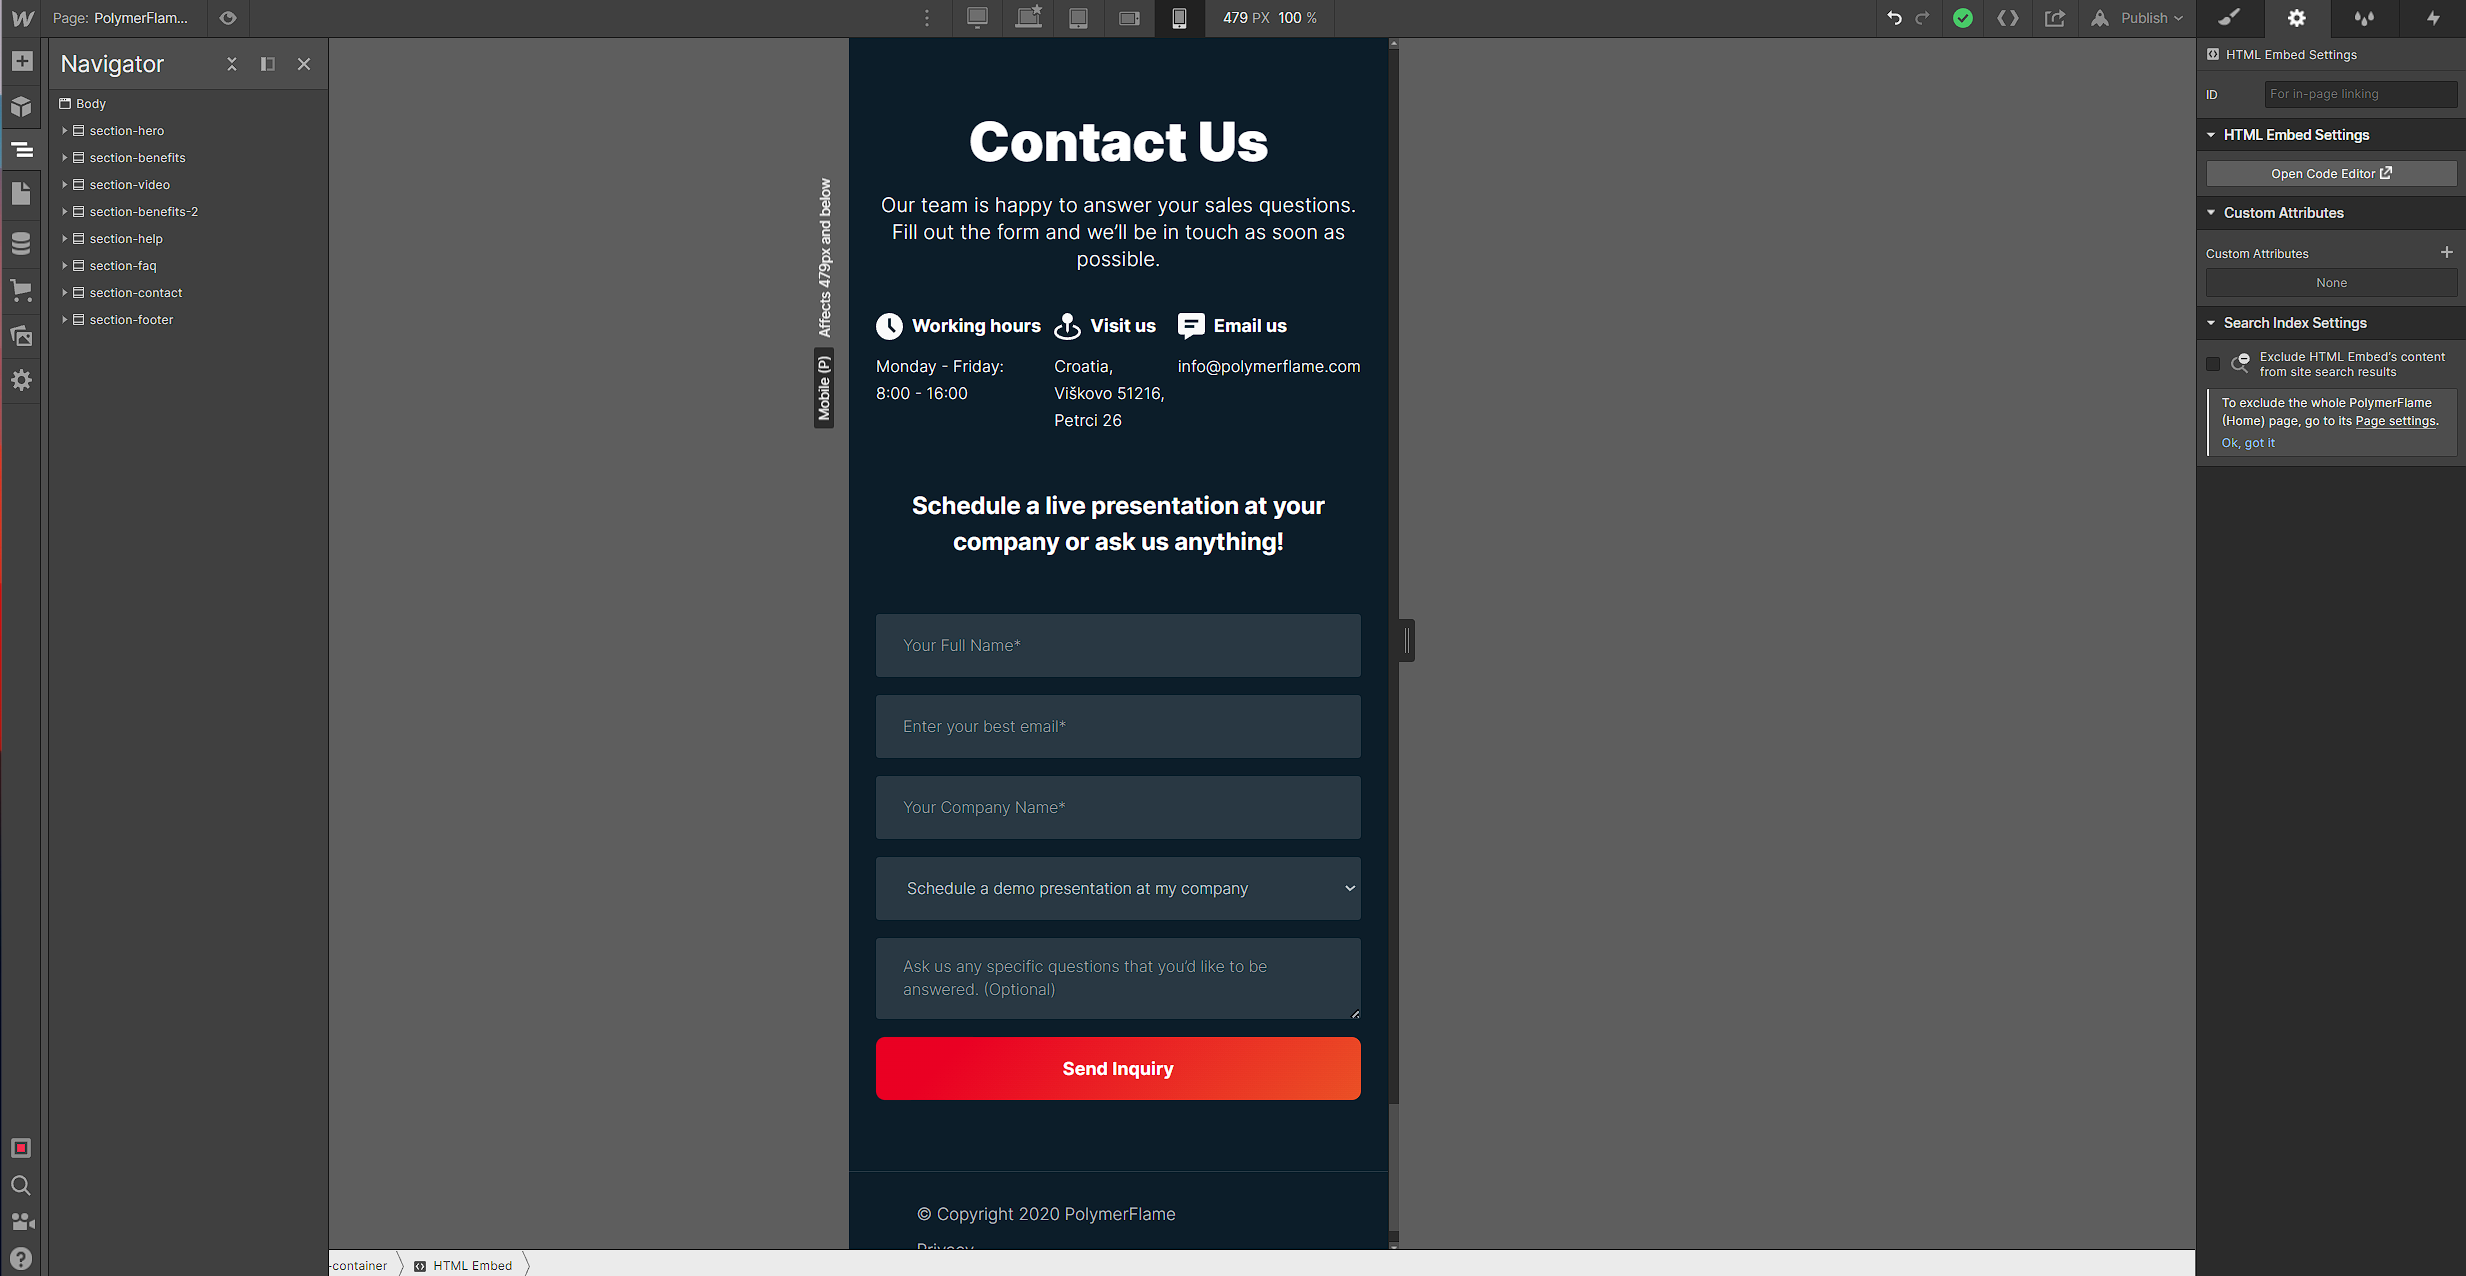 Page: PolymerFlam...
479 PX 100 %
Publish
Navigator
Body
section-hero
section-benefits
section-video
section-benefits-2
section-help
section-faq
section-contact
section-footer
Affects 479px and below
Mobile (P)
Contact Us
Our team is happy to answer your sales questions.
Fill out the form and we'll be in touch as soon as
possible.
Working hours
Monday - Friday:
8:00 - 16:00
Visit us
Croatia,
Viškovo 51216,
Petrci 26
Email us
info@polymerflame.com
Schedule a live presentation at your
company or ask us anything!
Your Full Name*
Enter your best email*
Your Company Name*
Schedule a demo presentation at my company
Ask us any specific questions that you'd like to be
answered. (Optional)
Send Inquiry
© Copyright 2020 PolymerFlame
Privacy
-container
HTML Embed
HTML Embed Settings
ID
For in-page linking
HTML Embed Settings
Open Code Editor
Custom Attributes
Custom Attributes
None
Search Index Settings
Exclude HTML Embed's content
from site search results
To exclude the whole PolymerFlame
(Home) page, go to its Page settings.
Ok, got it